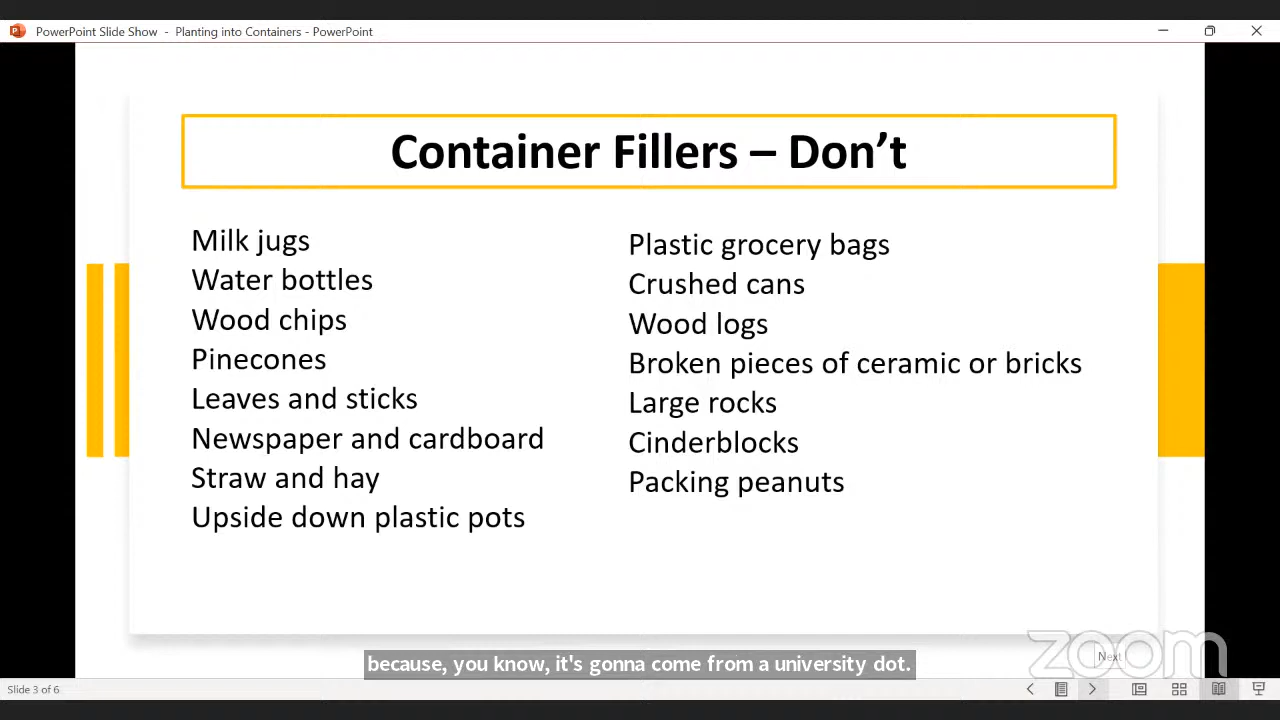 PowerPoint Slide Show - Planting into Containers - PowerPoint
Container Fillers – Don’t
Milk jugs
Water bottles
Wood chips
Pinecones
Leaves and sticks
Newspaper and cardboard
Straw and hay
Upside down plastic pots
Plastic grocery bags
Crushed cans
Wood logs
Broken pieces of ceramic or bricks
Large rocks
Cinderblocks
Packing peanuts
because, you know, it's gonna come from a university dot.
zoom
Next
Slide 3 of 6